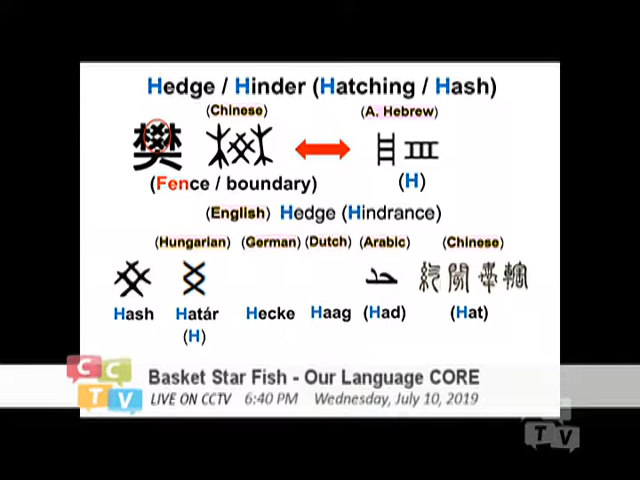 Hedge / Hinder (Hatching / Hash)
(Chinese) (A. Hebrew)
樊
(Fence / boundary) (H)
(English) Hedge (Hindrance)
(Hungarian) (German) (Dutch) (Arabic) (Chinese)
Hash Határ Hecke Haag (Had) (Hat)
(H)
CCTV
Basket Star Fish - Our Language CORE
LIVE ON CCTV 6:40 PM Wednesday, July 10, 2019
TV